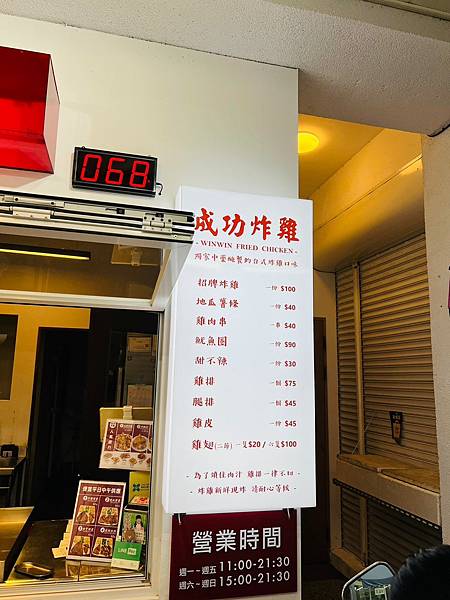 068
成功炸雞
- WINWIN FRIED CHICKEN -
獨家中藥醃製的台式炸雞口味
招牌炸雞 一份 $100
地瓜薯條 一份 $40
雞肉串 一串 $40
魷魚圈 一份 $90
甜不辣 一份 $30
雞排 一個 $75
腿排 一個 $45
雞皮 一份 $45
雞翅(二節) 一隻$20 / 六隻$100
- 為了鎖住肉汁 雞排一律不切 -
- 炸雞新鮮現炸 請耐心等候 -
營業時間
週一~週五 11:00-21:30
週六~週日 15:00-21:30
LINE Pay